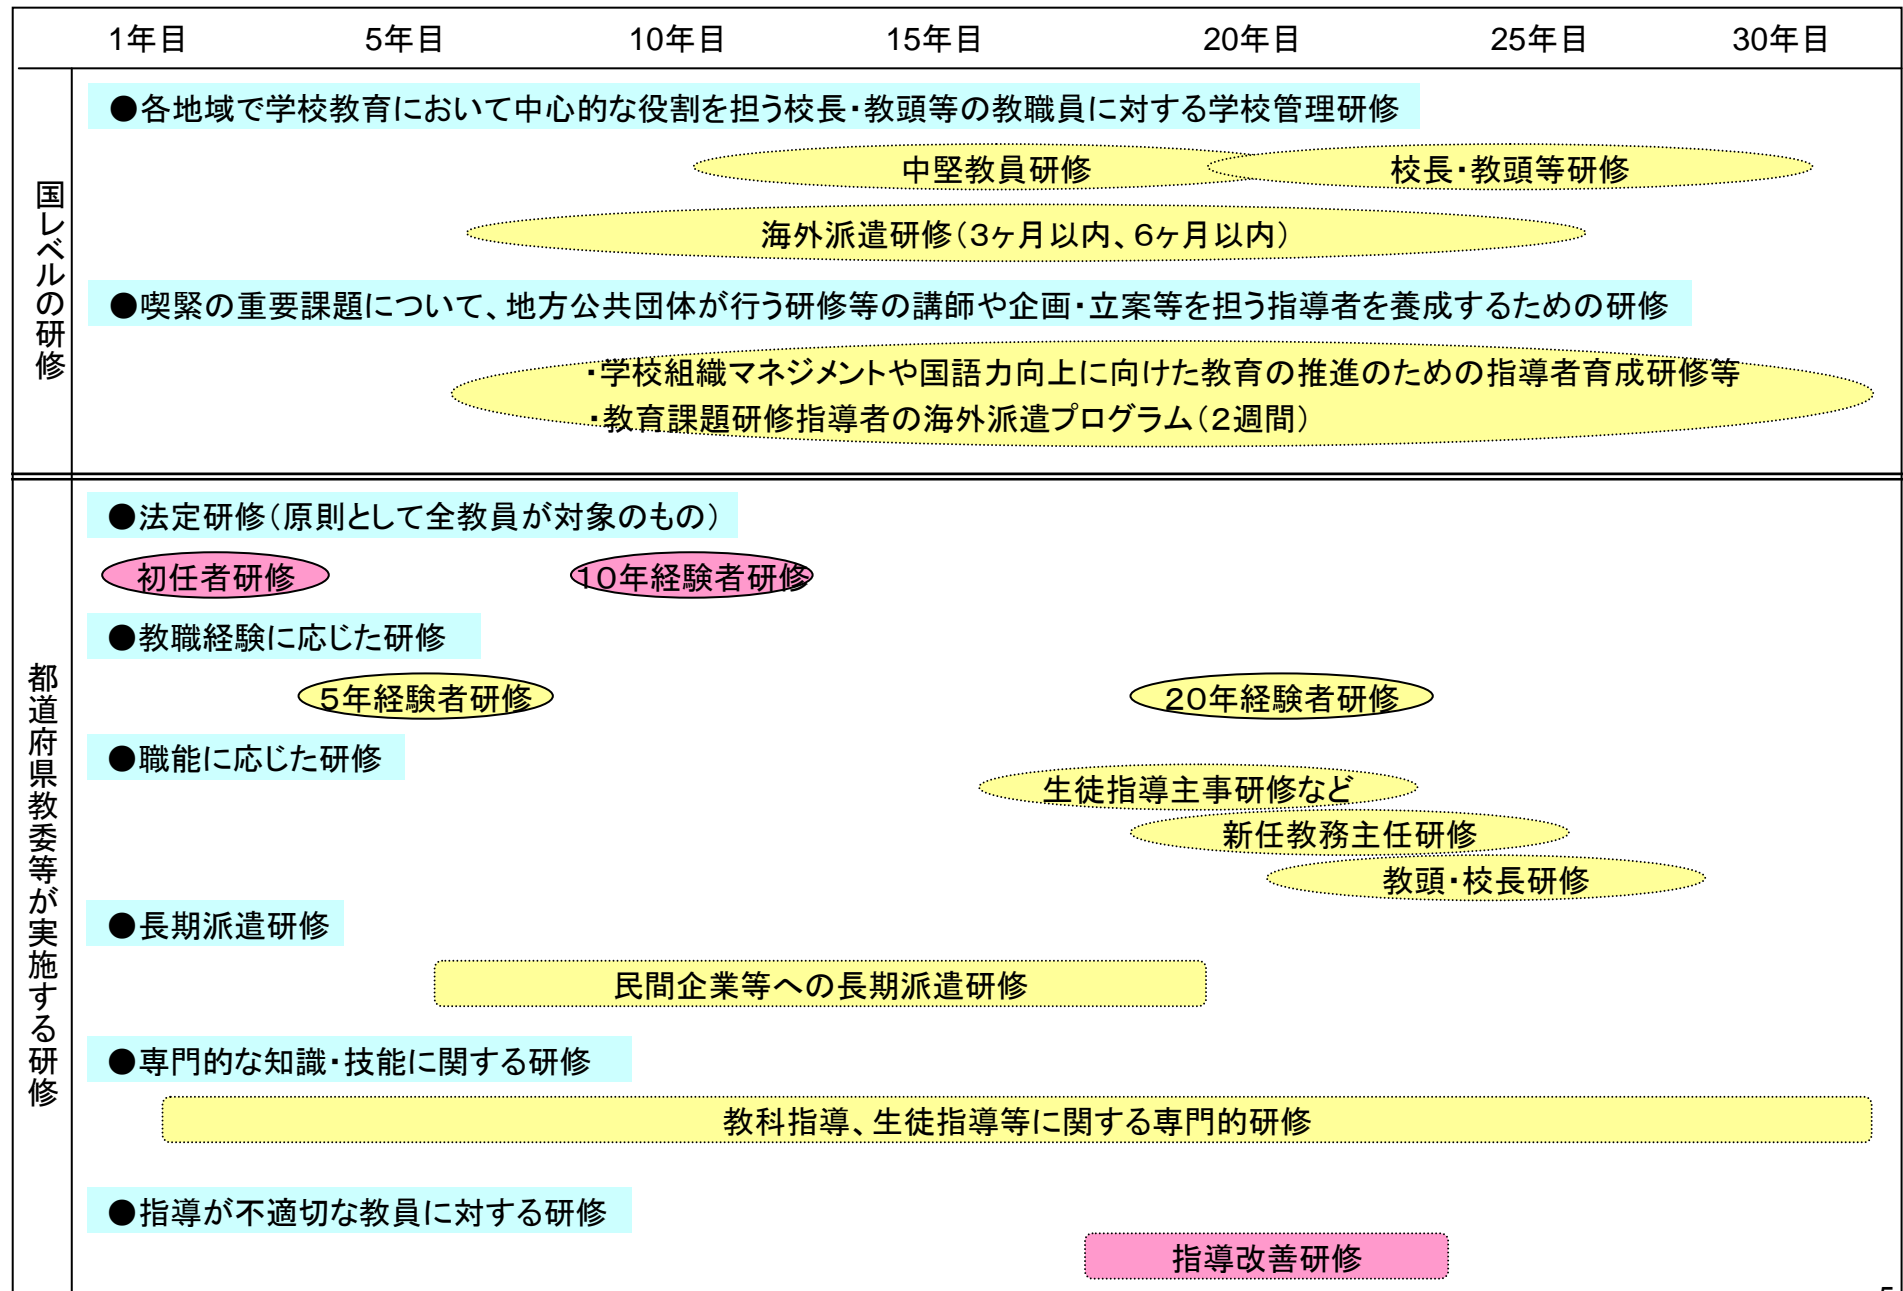 1年目 5年目 10年目 15年目 20年目 25年目 30年目
国レベルの研修
●各地域で学校教育において中心的な役割を担う校長・教頭等の教職員に対する学校管理研修
中堅教員研修 校長・教頭等研修
海外派遣研修（３ヶ月以内、６ヶ月以内）
●喫緊の重要課題について、地方公共団体が行う研修等の講師や企画・立案等を担う指導者を養成するための研修
・学校組織マネジメントや国語力向上に向けた教育の推進のための指導者育成研修等
・教育課題研修指導者の海外派遣プログラム（２週間）
都道府県教委等が実施する研修
●法定研修（原則として全教員が対象のもの）
初任者研修 １０年経験者研修
●教職経験に応じた研修
５年経験者研修 ２０年経験者研修
●職能に応じた研修
生徒指導主事研修など
新任教務主任研修
教頭・校長研修
●長期派遣研修
民間企業等への長期派遣研修
●専門的な知識・技能に関する研修
教科指導、生徒指導等に関する専門的研修
●指導が不適切な教員に対する研修
指導改善研修